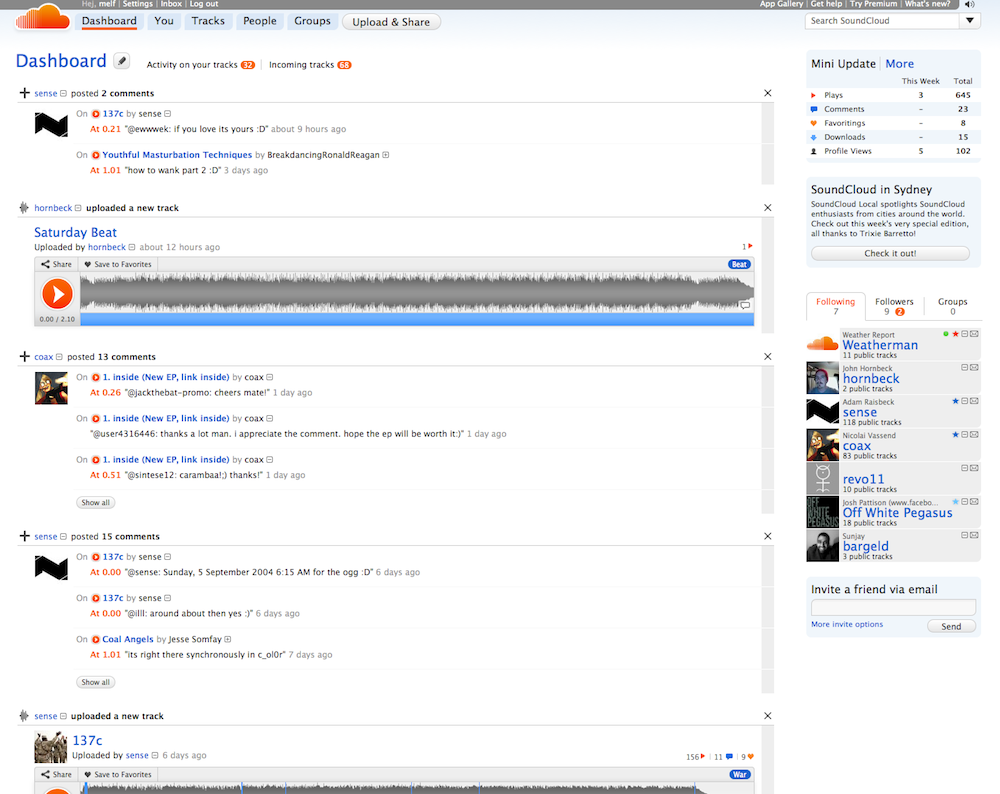 Hej, melf | Settings | Inbox | Log out
App Gallery | Get help | Try Premium | What's new?
Dashboard You Tracks People Groups Upload & Share
Search SoundCloud
Dashboard
Activity on your tracks 32 | Incoming tracks 68
sense posted 2 comments
On 137c by sense
At 0.21 "@ewwwek: if you love its yours :D" about 9 hours ago
On Youthful Masturbation Techniques by BreakdancingRonaldReagan
At 1.01 "how to wank part 2 :D" 3 days ago
hornbeck uploaded a new track
Saturday Beat
Uploaded by hornbeck about 12 hours ago
1
Share Save to Favorites
Beat
0.00 / 2.10
coax posted 13 comments
On 1. inside (New EP, link inside) by coax
At 0.26 "@jackthebat-promo: cheers mate!" 1 day ago
On 1. inside (New EP, link inside) by coax
"@user4316446: thanks a lot man. i appreciate the comment. hope the ep will be worth it:)" 1 day ago
On 1. inside (New EP, link inside) by coax
At 0.51 "@sintese12: carambaa!;) thanks!" 1 day ago
Show all
sense posted 15 comments
On 137c by sense
At 0.00 "@sense: Sunday, 5 September 2004 6:15 AM for the ogg :D" 6 days ago
On 137c by sense
At 0.00 "@illl: around about then yes :)" 6 days ago
On Coal Angels by Jesse Somfay
At 1.01 "its right there synchronously in c_ol0r" 7 days ago
Show all
sense uploaded a new track
137c
Uploaded by sense 6 days ago
156 | 11 | 9
Share Save to Favorites
War
Mini Update | More
This Week Total
Plays 3 645
Comments – 23
Favoritings – 8
Downloads – 15
Profile Views 5 102
SoundCloud in Sydney
SoundCloud Local spotlights SoundCloud
enthusiasts from cities around the world.
Check out this week's very special edition,
all thanks to Trixie Barretto!
Check it out!
Following Followers Groups
7 9 2 0
Weather Report
Weatherman
11 public tracks
John Hornbeck
hornbeck
2 public tracks
Adam Raisbeck
sense
118 public tracks
Nicolai Vassend
coax
83 public tracks
revo11
10 public tracks
OFF
WHITE
PEGASUS
Josh Pattison (www.facebo...
Off White Pegasus
18 public tracks
Sunjay
bargeld
3 public tracks
Invite a friend via email
More invite options
Send